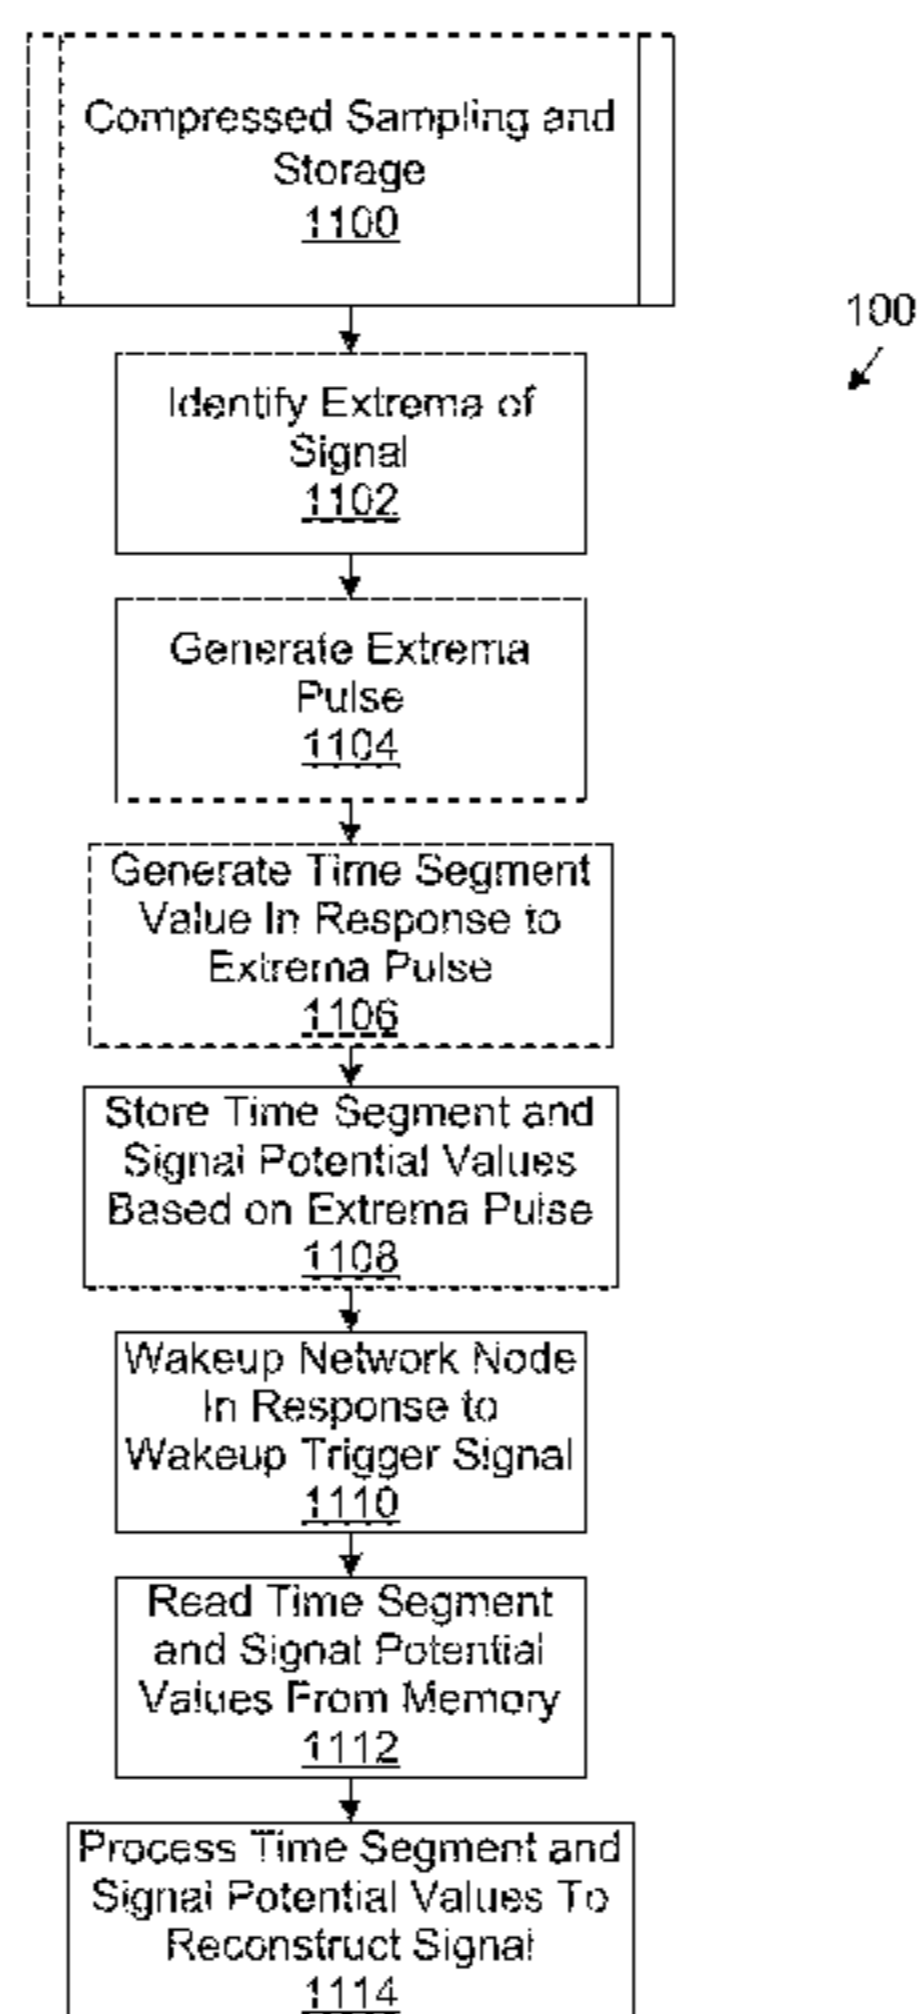 Compressed Sampling and
Storage
1100
100
Identify Extrema of
Signal
1102
Generate Extrema
Pulse
1104
Generate Time Segment
Value In Response to
Extrema Pulse
1106
Store Time Segment and
Signal Potential Values
Based on Extrema Pulse
1108
Wakeup Network Node
In Response to
Wakeup Trigger Signal
1110
Read Time Segment
and Signal Potential
Values From Memory
1112
Process Time Segment and
Signal Potential Values To
Reconstruct Signal
1114